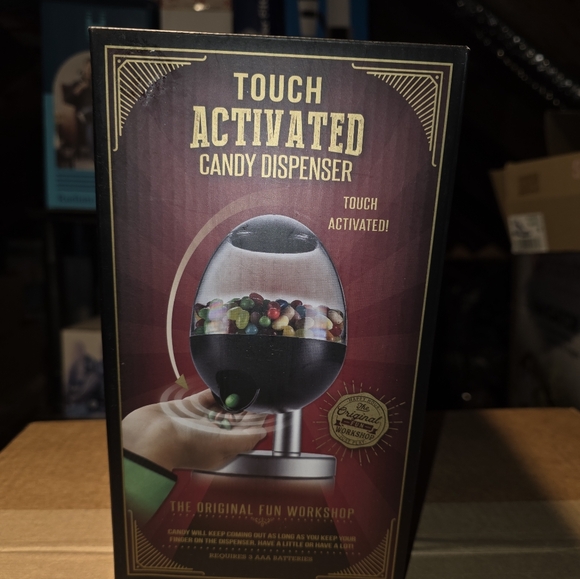 TOUCH
ACTIVATED
CANDY DISPENSER
TOUCH
ACTIVATED!
The
Original
FUN
WORKSHOP
THE ORIGINAL FUN WORKSHOP
CANDY WILL KEEP COMING OUT AS LONG AS YOU KEEP YOUR
FINGER ON THE DISPENSER. HAVE A LITTLE OR HAVE A LOT!
REQUIRES 3 AAA BATTERIES